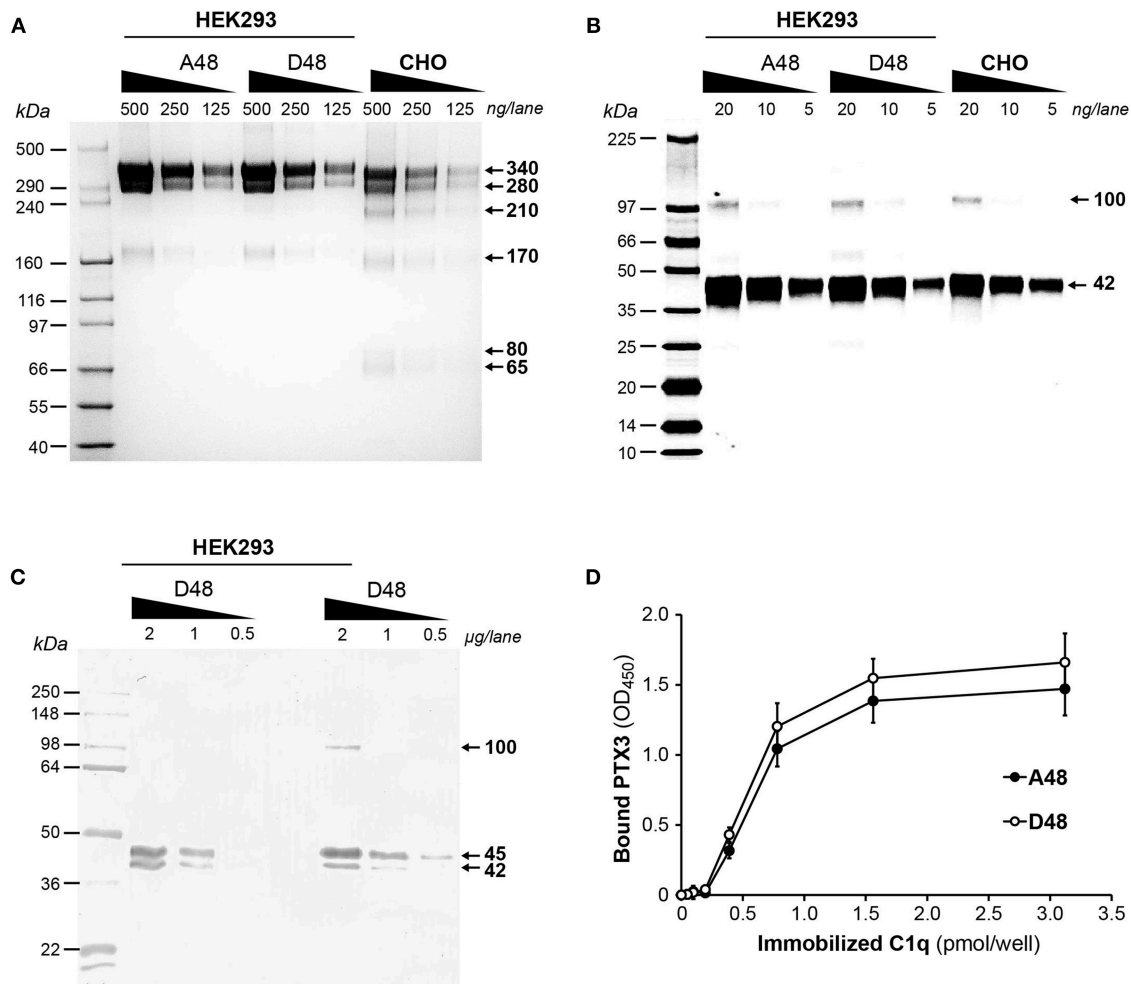 A
HEK293
A48 D48 CHO
kDa 500 250 125 500 250 125 500 250 125 ng/lane
500
290
240
160
116
97
66
55
40
340
280
210
170
80
65
B
HEK293
A48 D48 CHO
kDa 20 10 5 20 10 5 20 10 5 ng/lane
225
97
66
50
35
25
20
14
10
100
42
C
HEK293
D48 D48
kDa 2 1 0.5 2 1 0.5 µg/lane
250
148
98
64
50
36
22
100
45
42
D
Bound PTX3 (OD450)
2.0
1.5
1.0
0.5
0
A48
D48
0 0.5 1.0 1.5 2.0 2.5 3.0 3.5
Immobilized C1q (pmol/well)